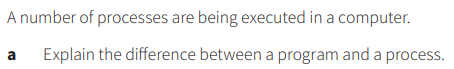 A number of processes are being executed in a computer.
a Explain the difference between a program and a process.